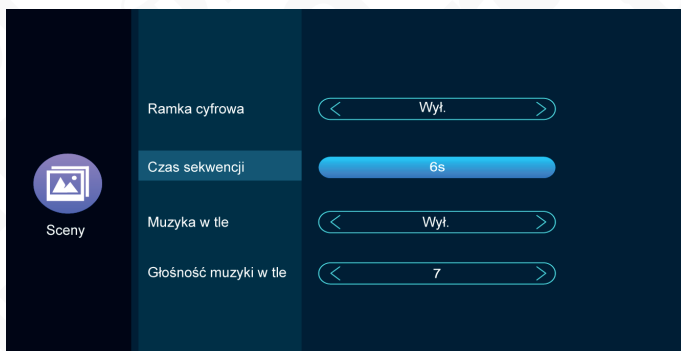 Ramka cyfrowa
Wył.
Czas sekwencji
6s
Sceny
Muzyka w tle
Wył.
Głośność muzyki w tle
7